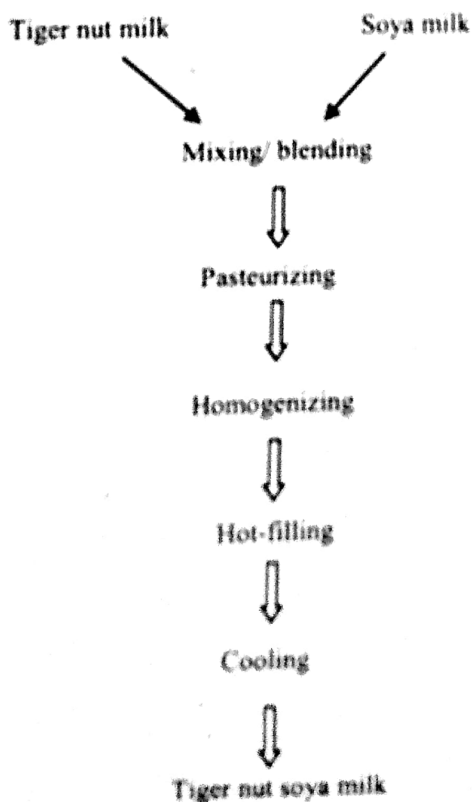 Tiger nut milk
Soya milk
Mixing/ blending
Pasteurizing
Homogenizing
Hot-filling
Cooling
Tiger nut soya milk